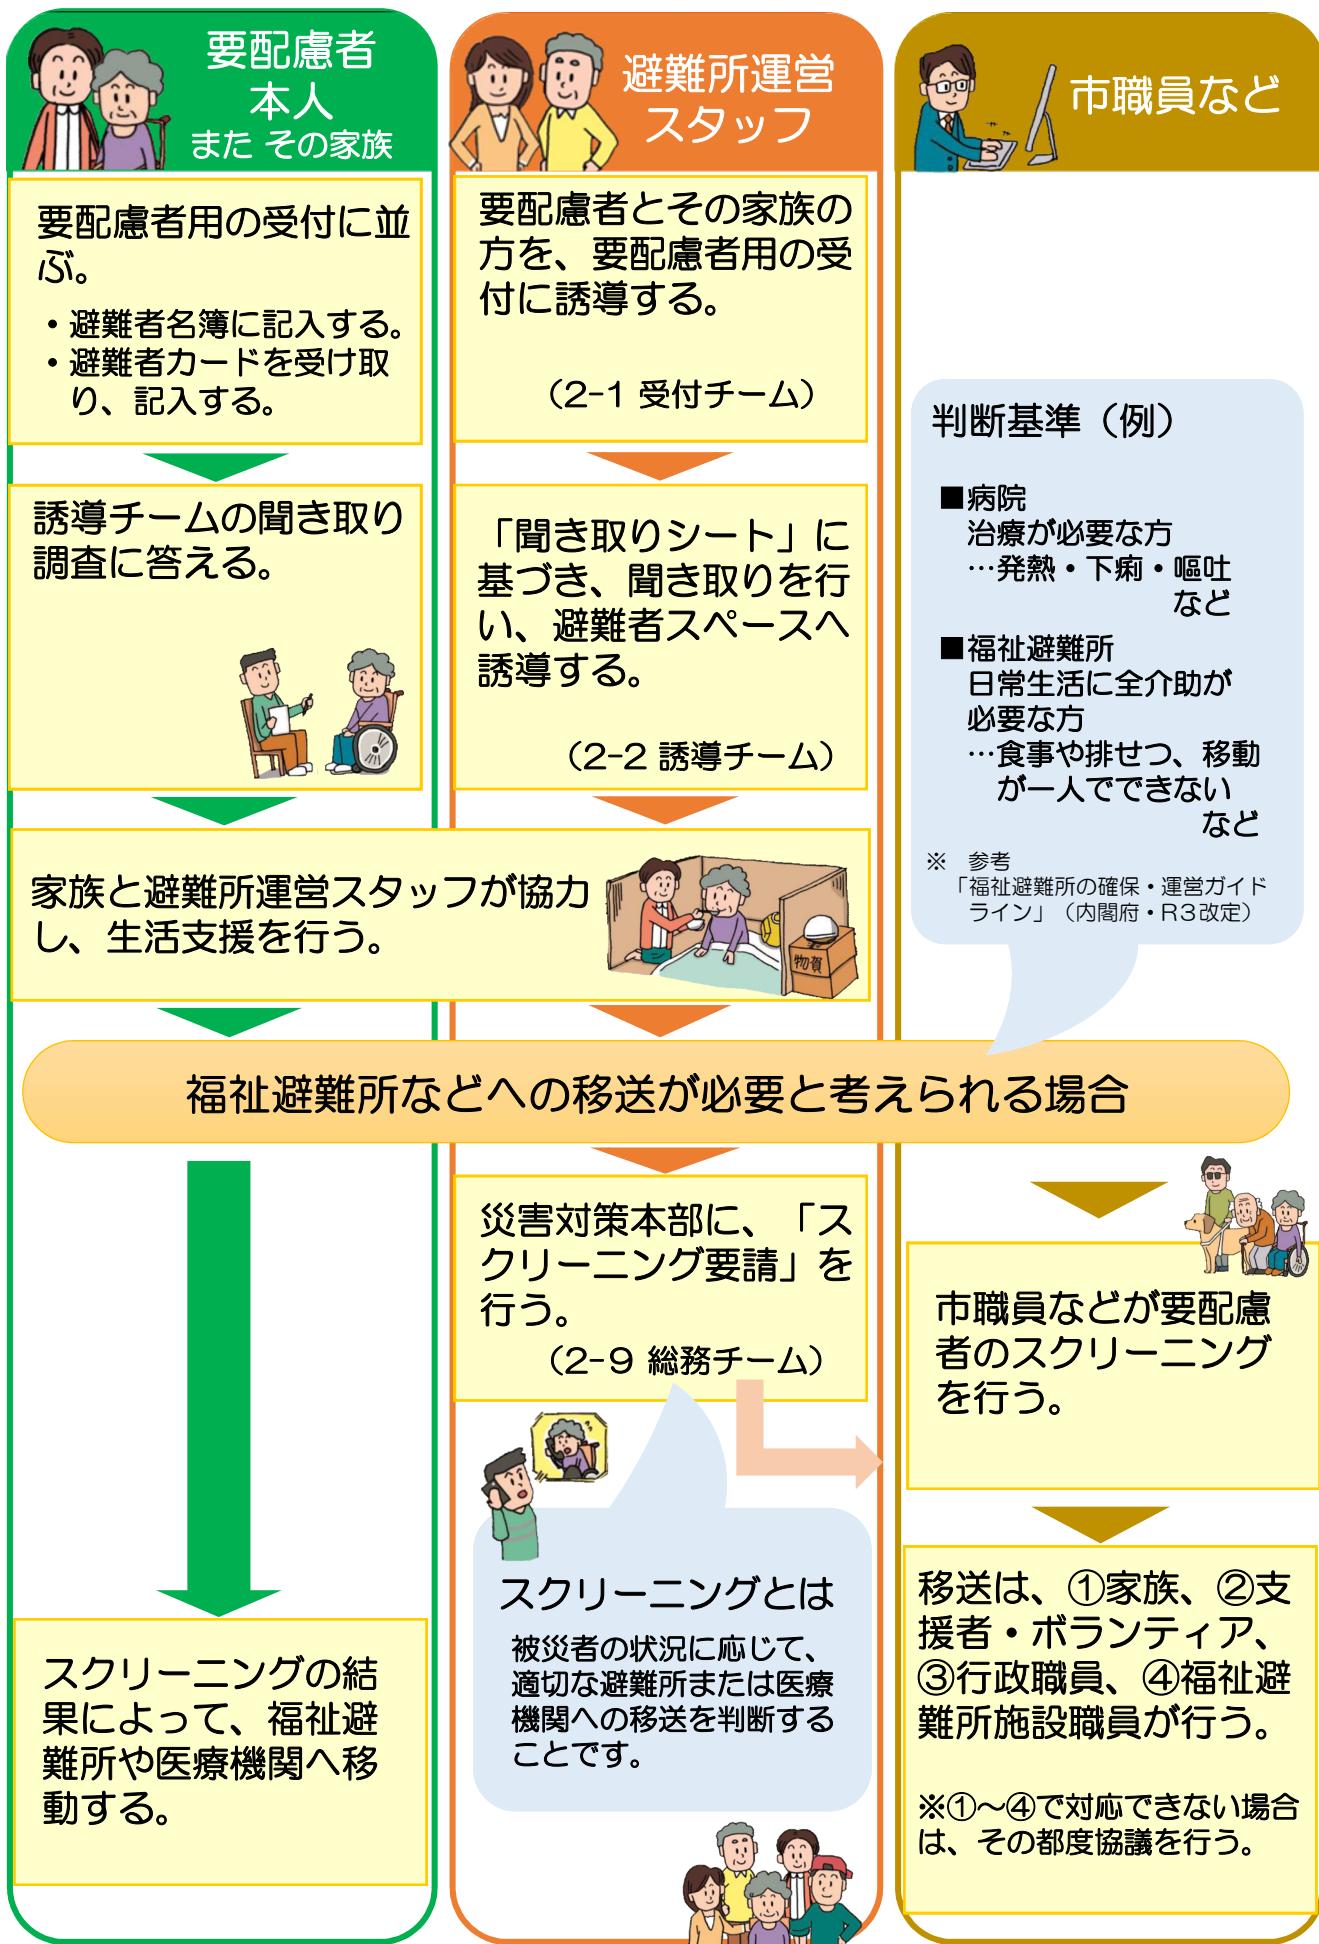 要配慮者
本人
また その家族
避難所運営
スタッフ
市職員など
要配慮者用の受付に並
ぶ。
・避難者名簿に記入する。
・避難者カードを受け取
り、記入する。
要配慮者とその家族の
方を、要配慮者用の受
付に誘導する。
（2-1 受付チーム）
誘導チームの聞き取り
調査に答える。
「聞き取りシート」に
基づき、聞き取りを行
い、避難者スペースへ
誘導する。
（2-2 誘導チーム）
判断基準（例）
■病院
治療が必要な方
…発熱・下痢・嘔吐
など
■福祉避難所
日常生活に全介助が
必要な方
…食事や排せつ、移動
が一人でできない
など
※　参考
「福祉避難所の確保・運営ガイド
ライン」（内閣府・R３改定）
家族と避難所運営スタッフが協力
し、生活支援を行う。
物資
福祉避難所などへの移送が必要と考えられる場合
災害対策本部に、「ス
クリーニング要請」を
行う。
（2-9 総務チーム）
市職員などが要配慮
者のスクリーニング
を行う。
スクリーニングとは
被災者の状況に応じて、
適切な避難所または医療
機関への移送を判断する
ことです。
スクリーニングの結
果によって、福祉避
難所や医療機関へ移
動する。
移送は、①家族、②支
援者・ボランティア、
③行政職員、④福祉避
難所施設職員が行う。
※①～④で対応できない場合
は、その都度協議を行う。